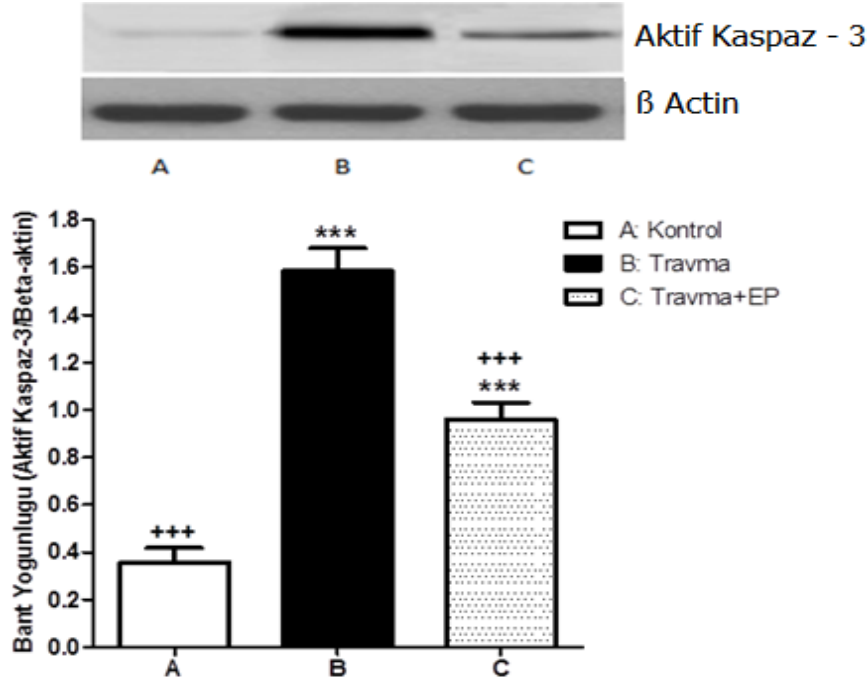 Aktif Kaspaz - 3
ß Actin
A B C
Bant Yogunlugu (Aktif Kaspaz-3/Beta-aktin)
1.8
1.6
1.4
1.2
1.0
0.8
0.6
0.4
0.2
0.0
+++
***
+++
***
A B C
A: Kontrol
B: Travma
C: Travma+EP